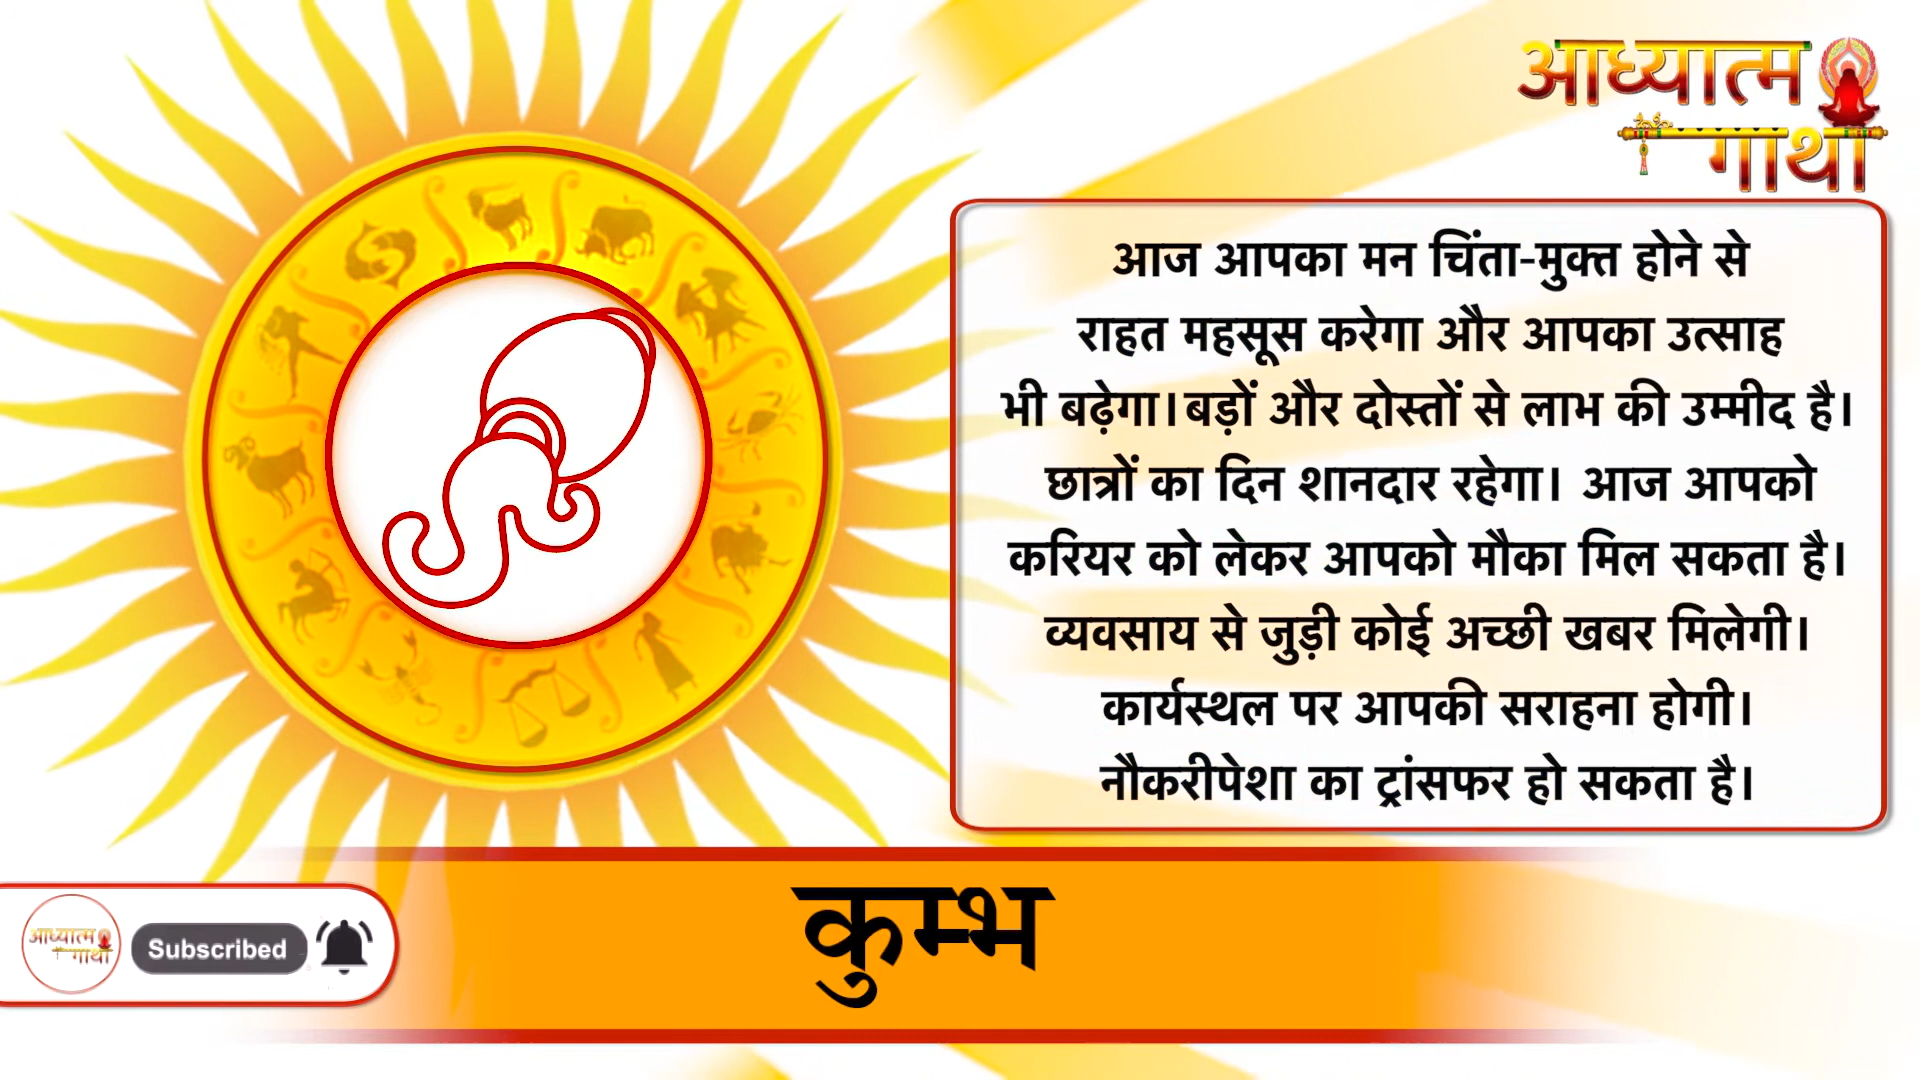 आध्यात्म
गाथा
आज आपका मन चिंता-मुक्त होने से
राहत महसूस करेगा और आपका उत्साह
भी बढ़ेगा।बड़ों और दोस्तों से लाभ की उम्मीद है।
छात्रों का दिन शानदार रहेगा। आज आपको
करियर को लेकर आपको मौका मिल सकता है।
व्यवसाय से जुड़ी कोई अच्छी खबर मिलेगी।
कार्यस्थल पर आपकी सराहना होगी।
नौकरीपेशा का ट्रांसफर हो सकता है।
कुम्भ
आध्यात्म
गाथा
Subscribed